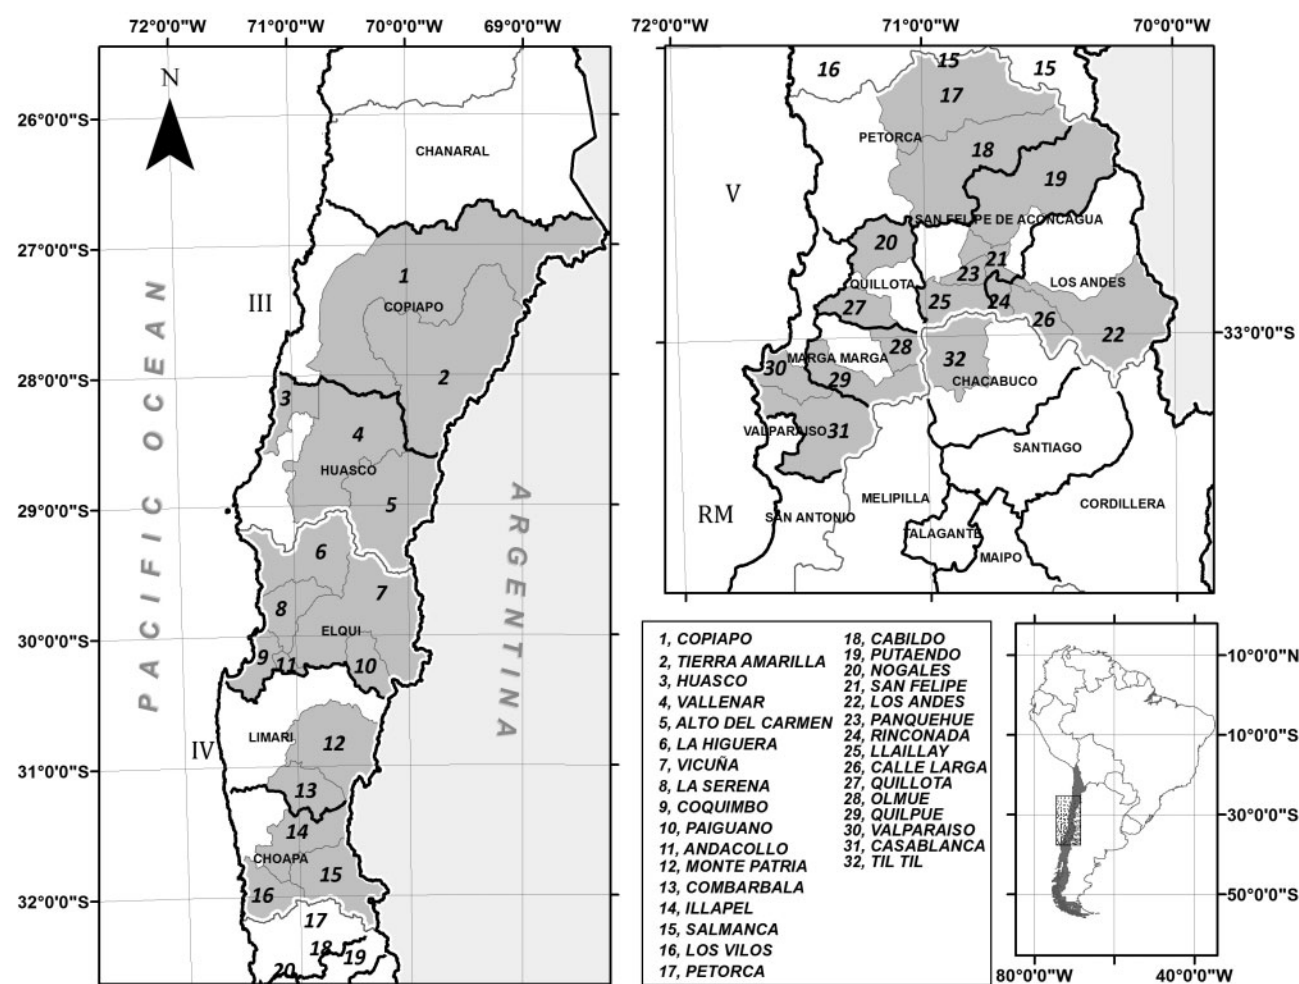 72°0'0"W 71°0'0"W 70°0'0"W 69°0'0"W
26°0'0"S
27°0'0"S
28°0'0"S
29°0'0"S
30°0'0"S
31°0'0"S
32°0'0"S
N
PACIFIC OCEAN
ARGENTINA
CHANARAL
III
1
COPIAPO
2
3
4
HUASCO
5
6
7
8
ELQUI
9
11
10
IV
LIMARI
12
13
14
CHOAPA
15
16
17
18
19
20
72°0'0"W 71°0'0"W 70°0'0"W
33°0'0"S
16
15
15
17
PETORCA
V
18
19
SAN FELIPE DE ACONCAGUA
20
21
23
QUILLOTA
LOS ANDES
27
25
24
26
22
28
MARGA MARGA
30
29
32
CHACABUCO
VALPARAISO
31
SANTIAGO
MELIPILLA
CORDILLERA
RM
SAN ANTONIO
TALAGANTE
MAIPO
1, COPIAPO
2, TIERRA AMARILLA
3, HUASCO
4, VALLENAR
5, ALTO DEL CARMEN
6, LA HIGUERA
7, VICUÑA
8, LA SERENA
9, COQUIMBO
10, PAIGUANO
11, ANDACOLLO
12, MONTE PATRIA
13, COMBARBALA
14, ILLAPEL
15, SALMANCA
16, LOS VILOS
17, PETORCA
18, CABILDO
19, PUTAENDO
20, NOGALES
21, SAN FELIPE
22, LOS ANDES
23, PANQUEHUE
24, RINCONADA
25, LLAILLAY
26, CALLE LARGA
27, QUILLOTA
28, OLMUE
29, QUILPUE
30, VALPARAISO
31, CASABLANCA
32, TIL TIL
10°0'0"N
10°0'0"S
30°0'0"S
50°0'0"S
80°0'0"W 40°0'0"W